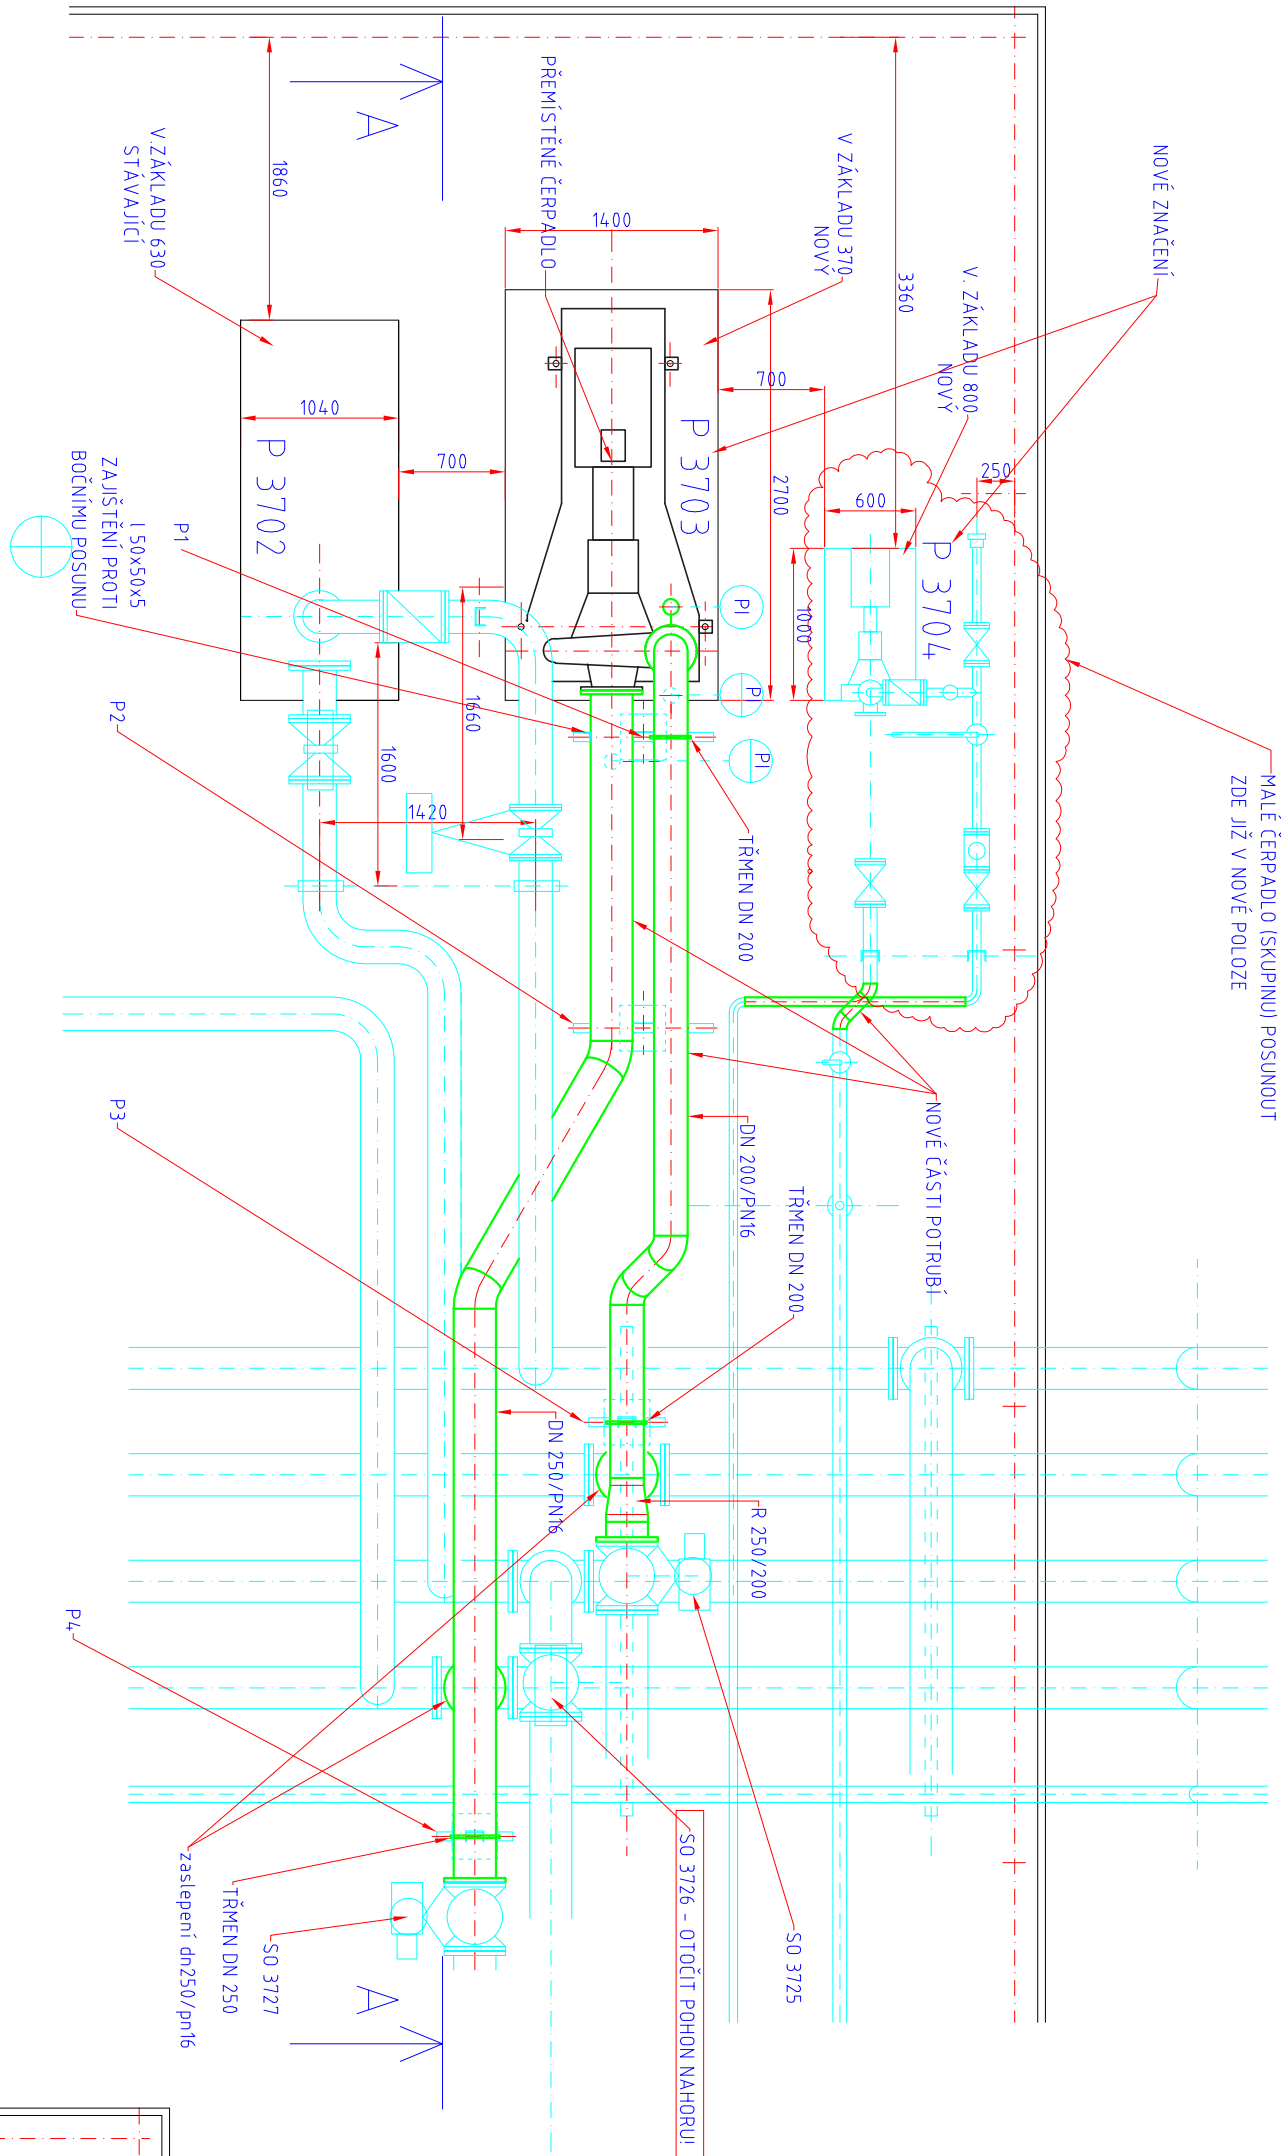 NOVÉ ZNAČENÍ
MALÉ ČERPADLO (SKUPINU) POSUNOUT
ZDE JIŽ V NOVÉ POLOZE
3360
250
V. ZÁKLADU 800
NOVÝ
600
P 3704
1000
V ZÁKLADU 370
NOVÝ
700
2700
P 3703
1400
PŘEMÍSTĚNÉ ČERPADLO
PI
PI
PI
A
1860
V.ZÁKLADU 630
STÁVAJÍCÍ
1040
P 3702
700
P1
L 50x50x5
ZAJIŠTĚNÍ PROTI
BOČNÍMU POSUNU
P2
1660
1600
1420
TŘMEN DN 200
NOVÉ ČÁSTI POTRUBÍ
DN 200/PN16
TŘMEN DN 200
P3
DN 250/PN16
R 250/200
P4
SO 3725
SO 3726 - OTOČIT POHON NAHORU!
zaslepení dn250/pn16
TŘMEN DN 250
SO 3727
A